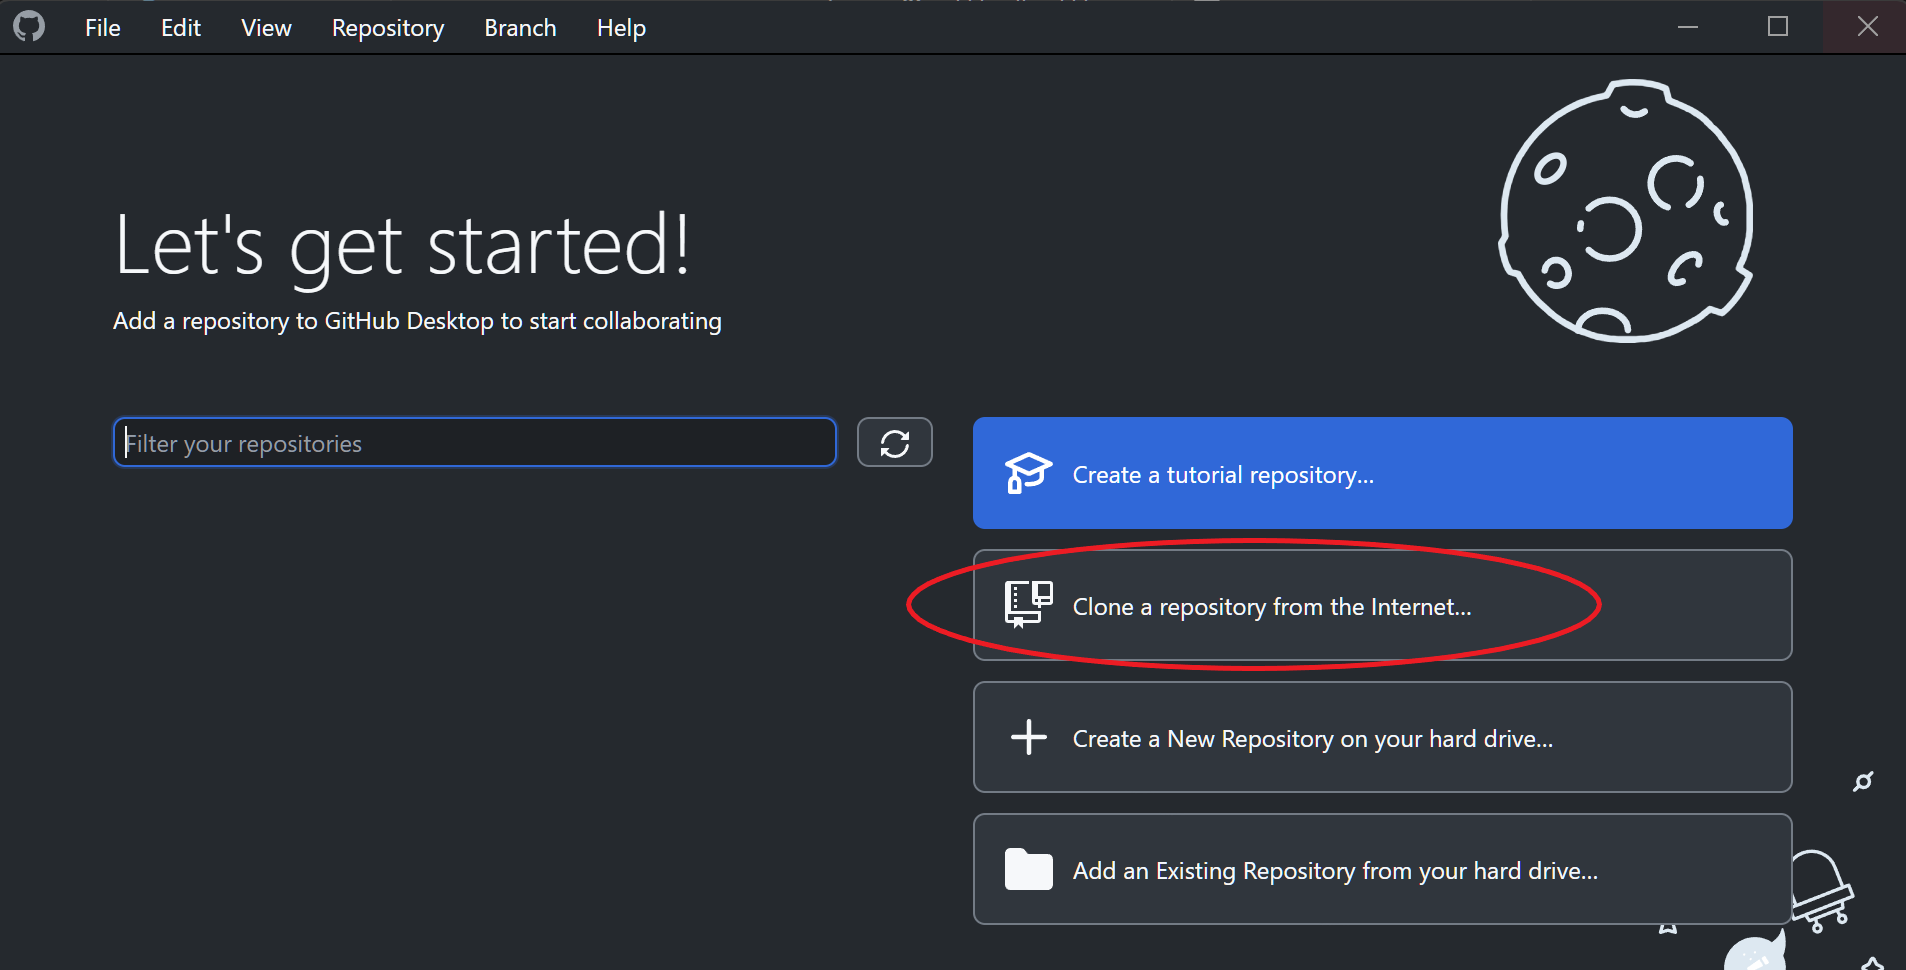 File Edit View Repository Branch Help
Let's get started!
Add a repository to GitHub Desktop to start collaborating
Filter your repositories
Create a tutorial repository...
Clone a repository from the Internet...
Create a New Repository on your hard drive...
Add an Existing Repository from your hard drive...